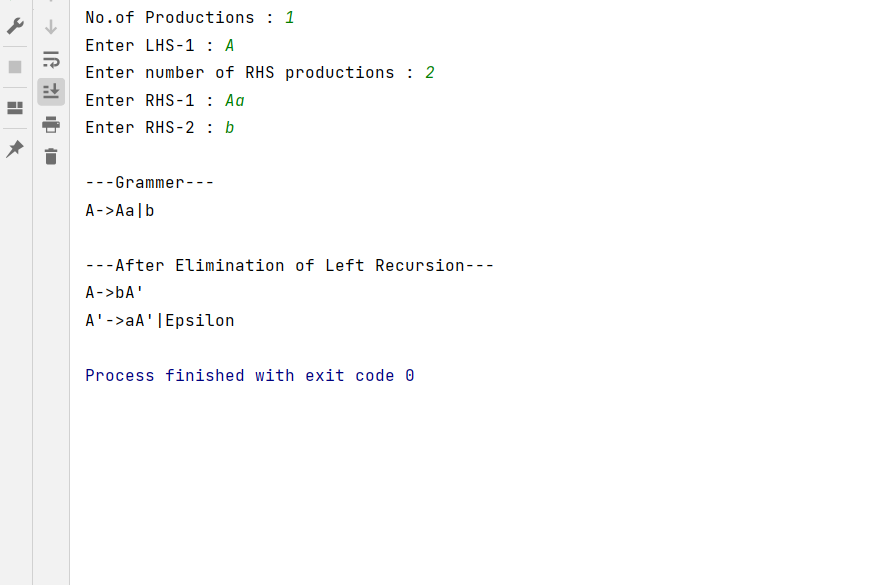 No.of Productions : 1
Enter LHS-1 : A
Enter number of RHS productions : 2
Enter RHS-1 : Aa
Enter RHS-2 : b
---Grammer---
A->Aa|b
---After Elimination of Left Recursion---
A->bA'
A'->aA'|Epsilon
Process finished with exit code 0